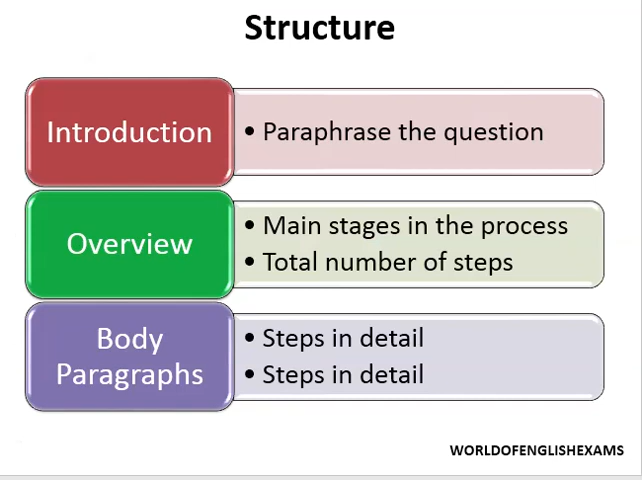 Structure
Introduction
• Paraphrase the question
Overview
• Main stages in the process
• Total number of steps
Body
Paragraphs
• Steps in detail
• Steps in detail
WORLDOFENGLISHEXAMS